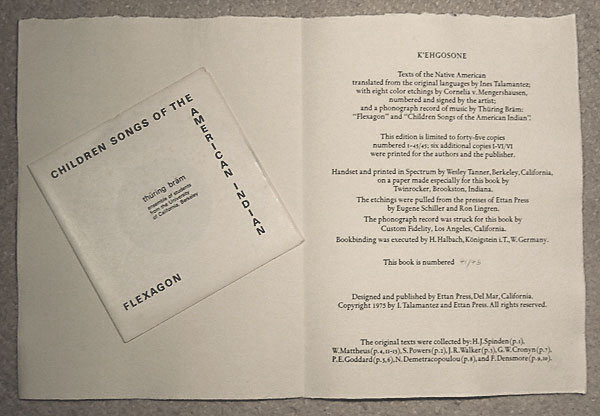 CHILDREN SONGS OF THE
AMERICAN INDIAN
thüring bräm
ensemble of students
from the University
of California, Berkeley
FLEXAGON
K'EHGOSONE
Texts of the Native American
translated from the original languages by Ines Talamantez;
with eight color etchings by Cornelia v. Mengershausen,
numbered and signed by the artist;
and a phonograph record of music by Thüring Bräm:
"Flexagon" and "Children Songs of the American Indian".
This edition is limited to forty-five copies
numbered 1-45/45; six additional copies I-VI/VI
were printed for the authors and the publisher.
Handset and printed in Spectrum by Wesley Tanner, Berkeley, California,
on a paper made especially for this book by
Twinrocker, Brookston, Indiana.
The etchings were pulled from the presses of Ettan Press
by Eugene Schiller and Ron Lingren.
The phonograph record was struck for this book by
Custom Fidelity, Los Angeles, California.
Bookbinding was executed by H. Halbach, Königstein i.T., W. Germany.
This book is numbered 41/45
Designed and published by Ettan Press, Del Mar, California.
Copyright 1975 by I. Talamantez and Ettan Press. All rights reserved.
The original texts were collected by: H.J. Spinden (p.1),
W. Mattheus (p.4,11-15), S. Powers (p.2), J.R. Walker (p.3), G.W. Cronyn (p.7),
P.E. Goddard (p.5,6), N. Demetracopoulou (p.8), and F. Densmore (p.9,10).